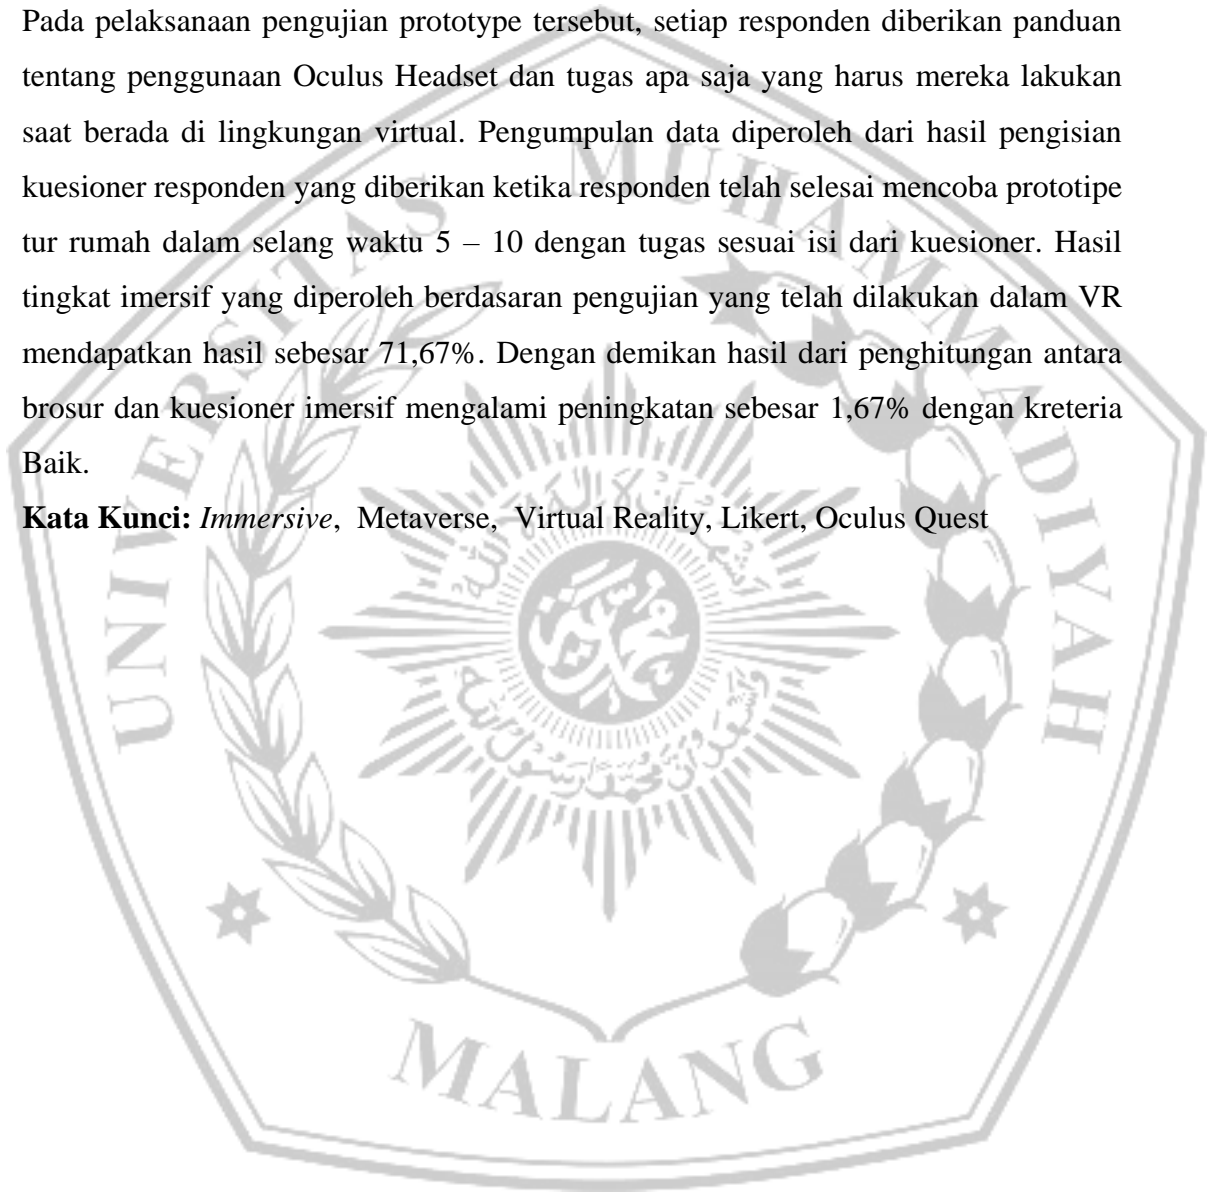 Pada pelaksanaan pengujian prototype tersebut, setiap responden diberikan panduan
tentang penggunaan Oculus Headset dan tugas apa saja yang harus mereka lakukan
saat berada di lingkungan virtual. Pengumpulan data diperoleh dari hasil pengisian
kuesioner responden yang diberikan ketika responden telah selesai mencoba prototipe
tur rumah dalam selang waktu 5 – 10 dengan tugas sesuai isi dari kuesioner. Hasil
tingkat imersif yang diperoleh berdasaran pengujian yang telah dilakukan dalam VR
mendapatkan hasil sebesar 71,67%. Dengan demikan hasil dari penghitungan antara
brosur dan kuesioner imersif mengalami peningkatan sebesar 1,67% dengan kreteria
Baik.
Kata Kunci: Immersive, Metaverse, Virtual Reality, Likert, Oculus Quest
UNIVERSITAS MUHAMMADIYAH
MALANG